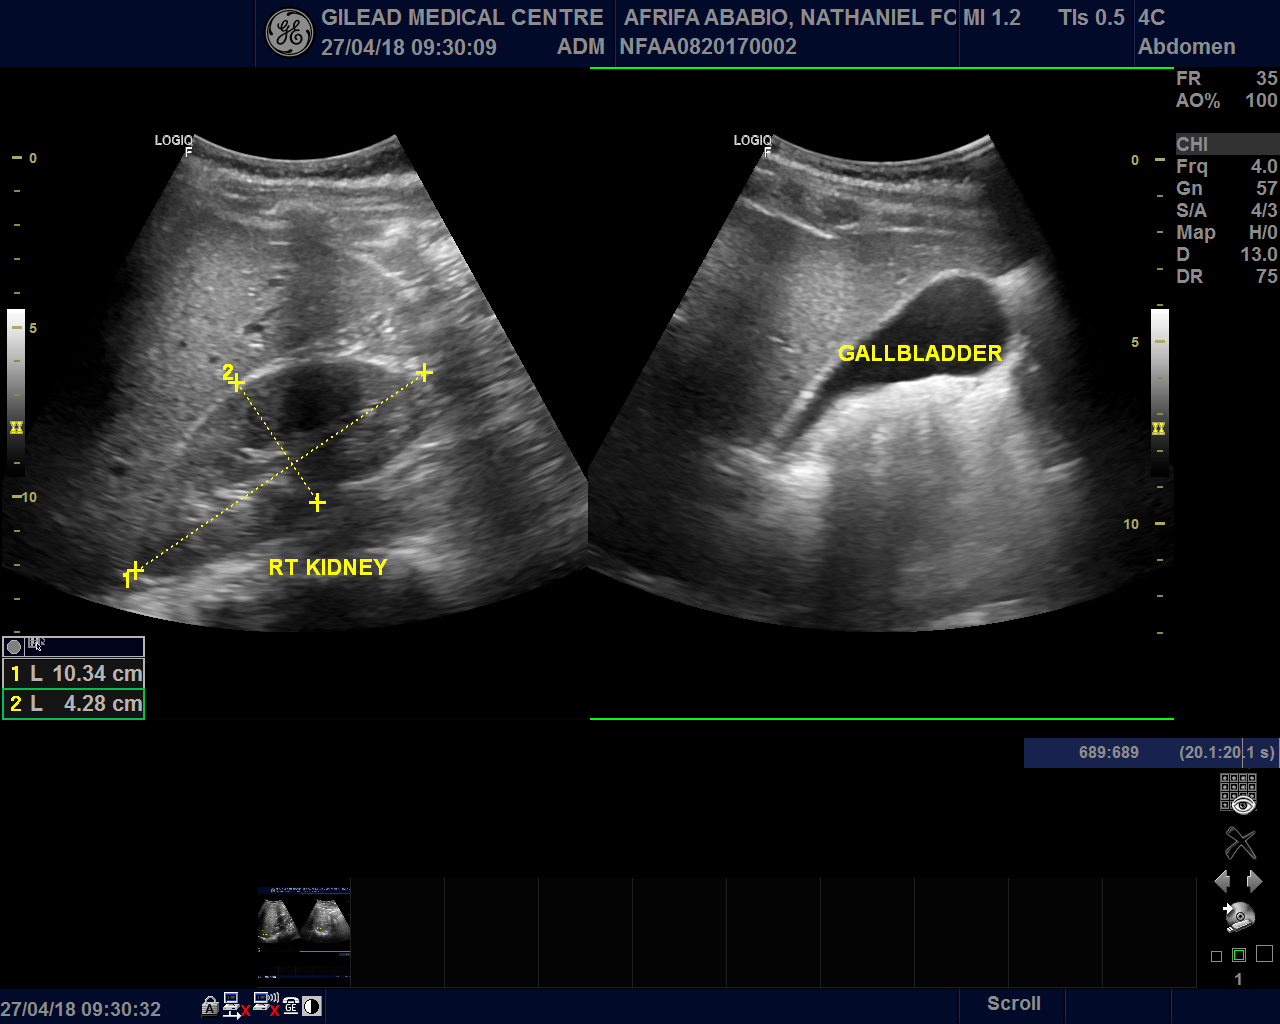 GILEAD MEDICAL CENTRE
27/04/18 09:30:09 ADM
AFRIFA ABABIO, NATHANIEL FC
NFAA0820170002
MI 1.2 TIs 0.5
4C
Abdomen
FR 35
AO% 100
CHI
Frq 4.0
Gn 57
S/A 4/3
Map H/0
D 13.0
DR 75
LOGIQ
F
0
5
10
2
1
RT KIDNEY
LOGIQ
F
0
5
10
GALLBLADDER
1 L 10.34 cm
2 L 4.28 cm
689:689 (20.1:20.1 s)
1
27/04/18 09:30:32
A
GE
Scroll